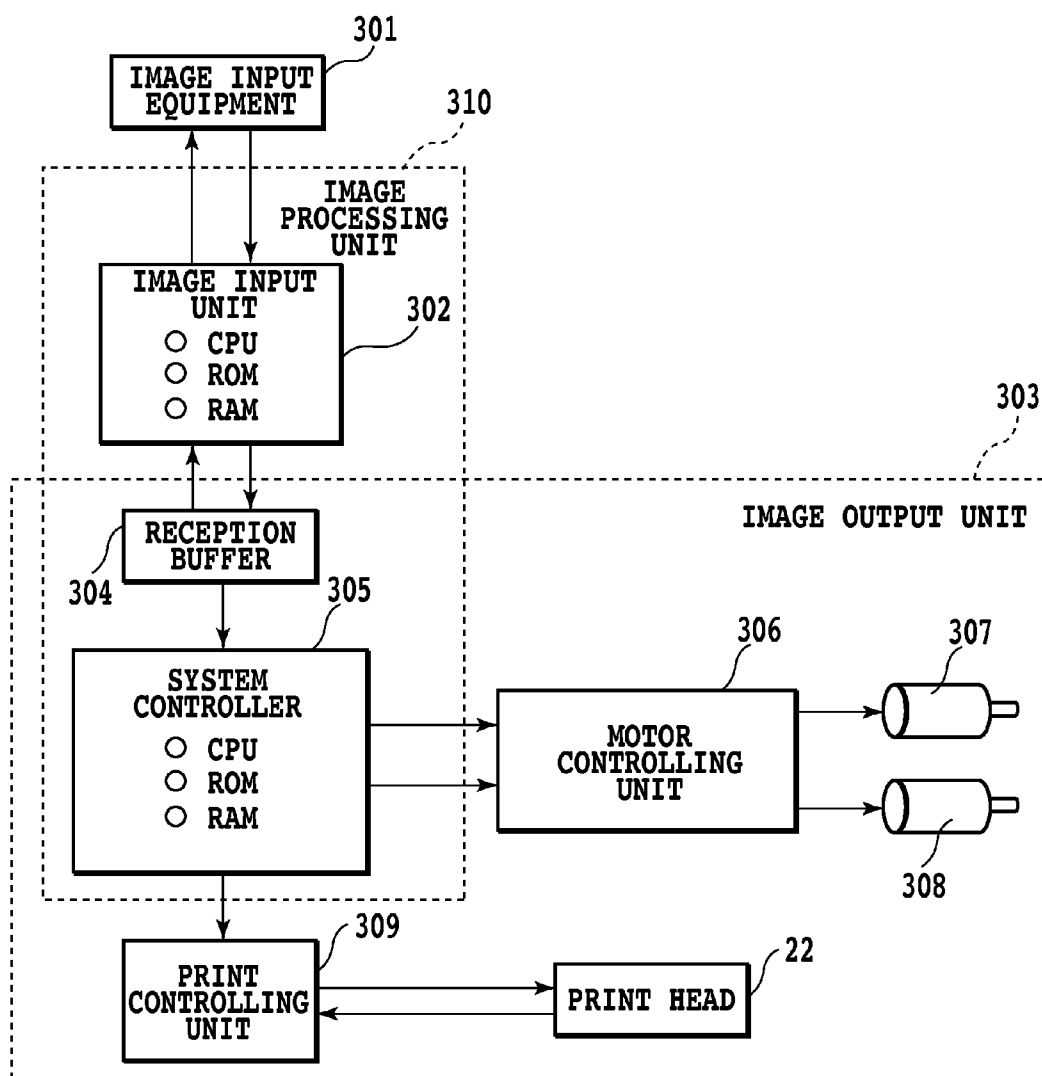 301
IMAGE INPUT
EQUIPMENT
310
IMAGE
PROCESSING
UNIT
IMAGE INPUT
UNIT
302
CPU
ROM
RAM
303
IMAGE OUTPUT UNIT
RECEPTION
BUFFER
304
305
306
307
SYSTEM
CONTROLLER
CPU
ROM
RAM
MOTOR
CONTROLLING
UNIT
308
309
22
PRINT
CONTROLLING
UNIT
PRINT HEAD